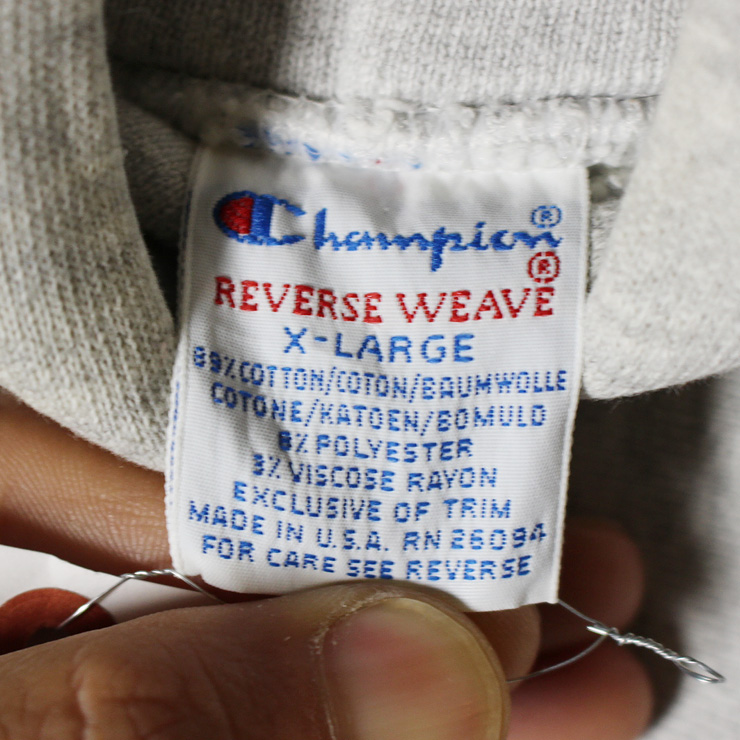 Champion®
REVERSE WEAVE®
X-LARGE
89% COTTON/COTON/BAUMWOLLE
COTONE/KATOEN/BOMULD
8% POLYESTER
3% VISCOSE RAYON
EXCLUSIVE OF TRIM
MADE IN U.S.A. RN 26094
FOR CARE SEE REVERSE